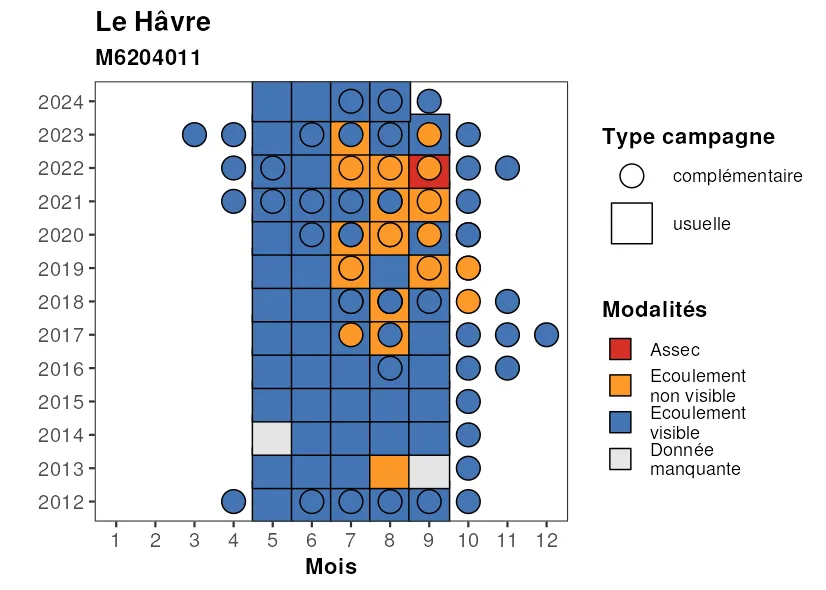 Le Hâvre
M6204011
2024
2023
2022
2021
2020
2019
2018
2017
2016
2015
2014
2013
2012
1 2 3 4 5 6 7 8 9 10 11 12
Mois
Type campagne
complémentaire
usuelle
Modalités
Assec
Ecoulement
non visible
Ecoulement
visible
Donnée
manquante